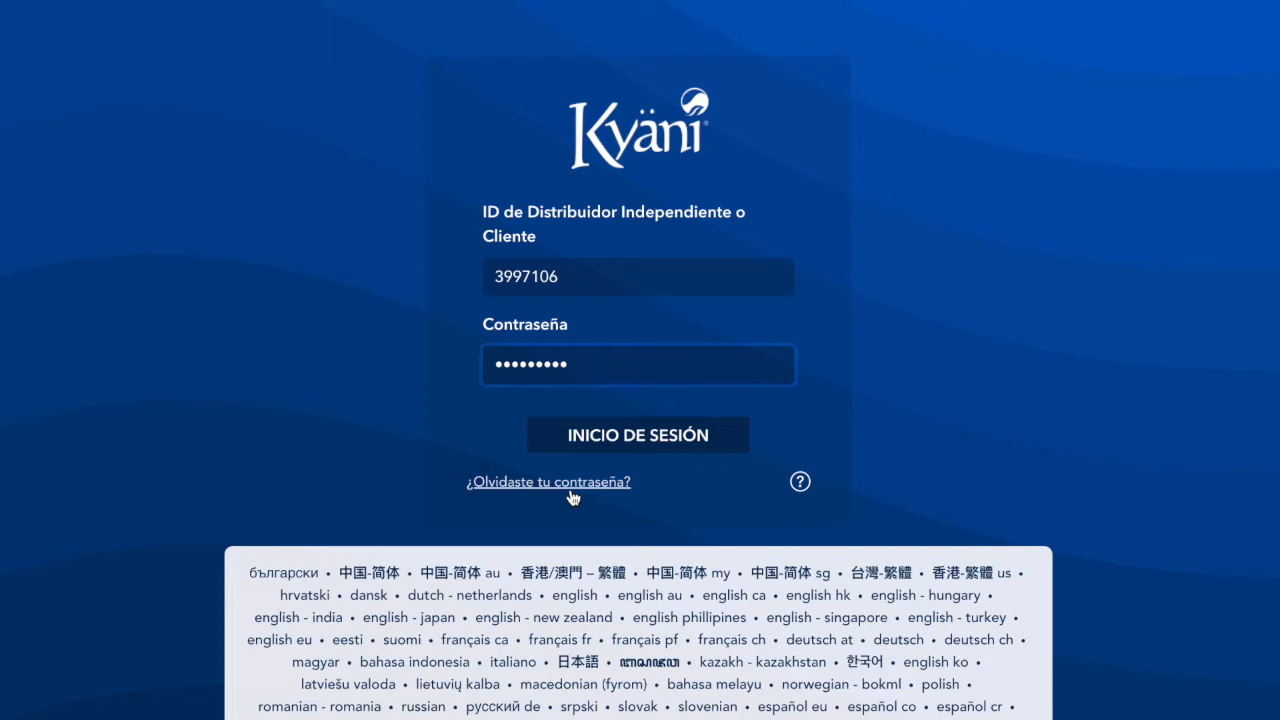 Kyäni
ID de Distribuidor Independiente o
Cliente
3997106
Contraseña
•••••••••
INICIO DE SESIÓN
¿Olvidaste tu contraseña?
?
български • 中国-简体 • 中国-简体 au • 香港/澳門 – 繁體 • 中国-简体 my • 中国-简体 sg • 台灣-繁體 • 香港-繁體 us •
hrvatski • dansk • dutch - netherlands • english • english au • english ca • english hk • english - hungary •
english - india • english - japan • english - new zealand • english phillipines • english - singapore • english - turkey •
english eu • eesti • suomi • français ca • français fr • français pf • français ch • deutsch at • deutsch • deutsch ch •
magyar • bahasa indonesia • italiano • 日本語 • • kazakh - kazakhstan • 한국어 • english ko •
latviešu valoda • lietuvių kalba • macedonian (fyrom) • bahasa melayu • norwegian - bokml • polish •
romanian - romania • russian • русский de • srpski • slovak • slovenian • español eu • español co • español cr •